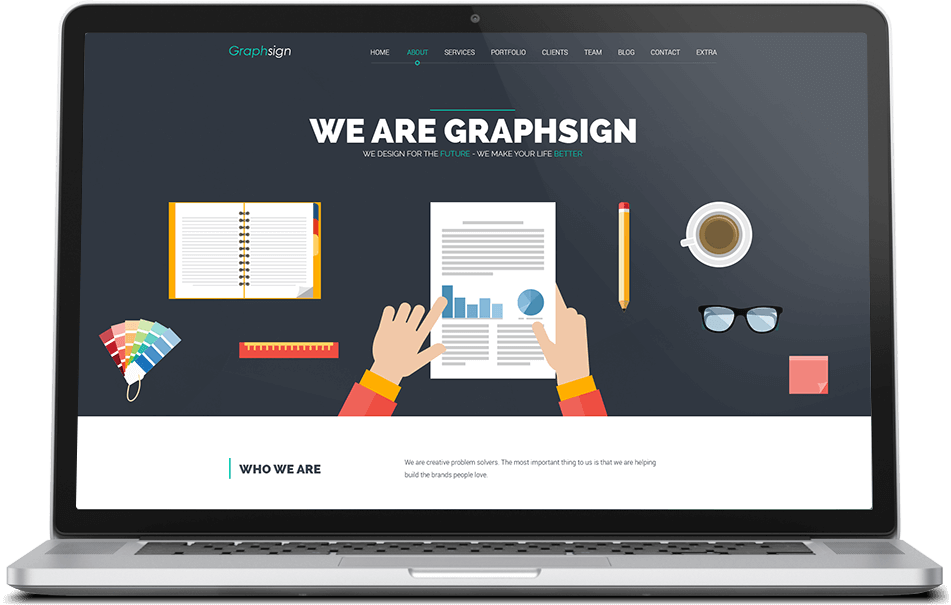 Graphsign
HOME ABOUT SERVICES PORTFOLIO CLIENTS TEAM BLOG CONTACT EXTRA
WE ARE GRAPHSIGN
WE DESIGN FOR THE FUTURE - WE MAKE YOUR LIFE BETTER
WHO WE ARE
We are creative problem solvers. The most important thing to us is that we are helping
build the brands people love.